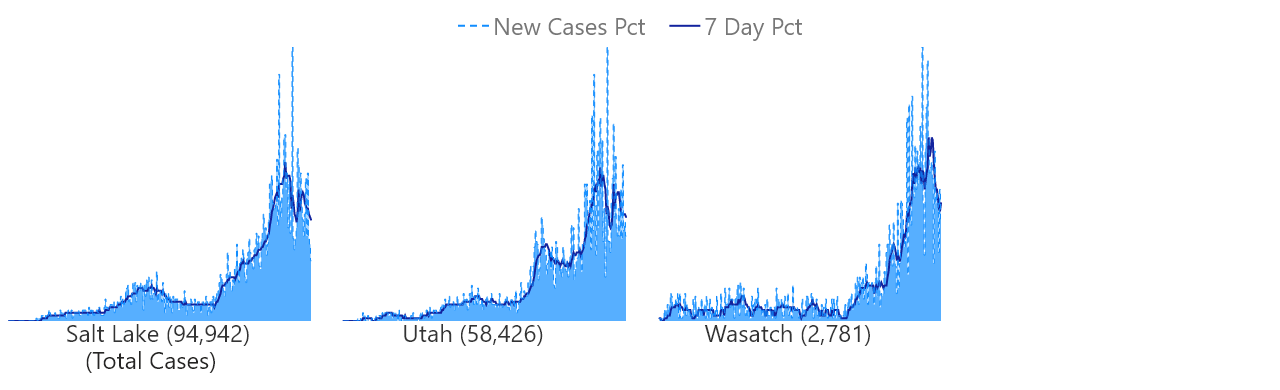 New Cases Pct 7 Day Pct
Salt Lake (94,942) Utah (58,426) Wasatch (2,781)
(Total Cases)